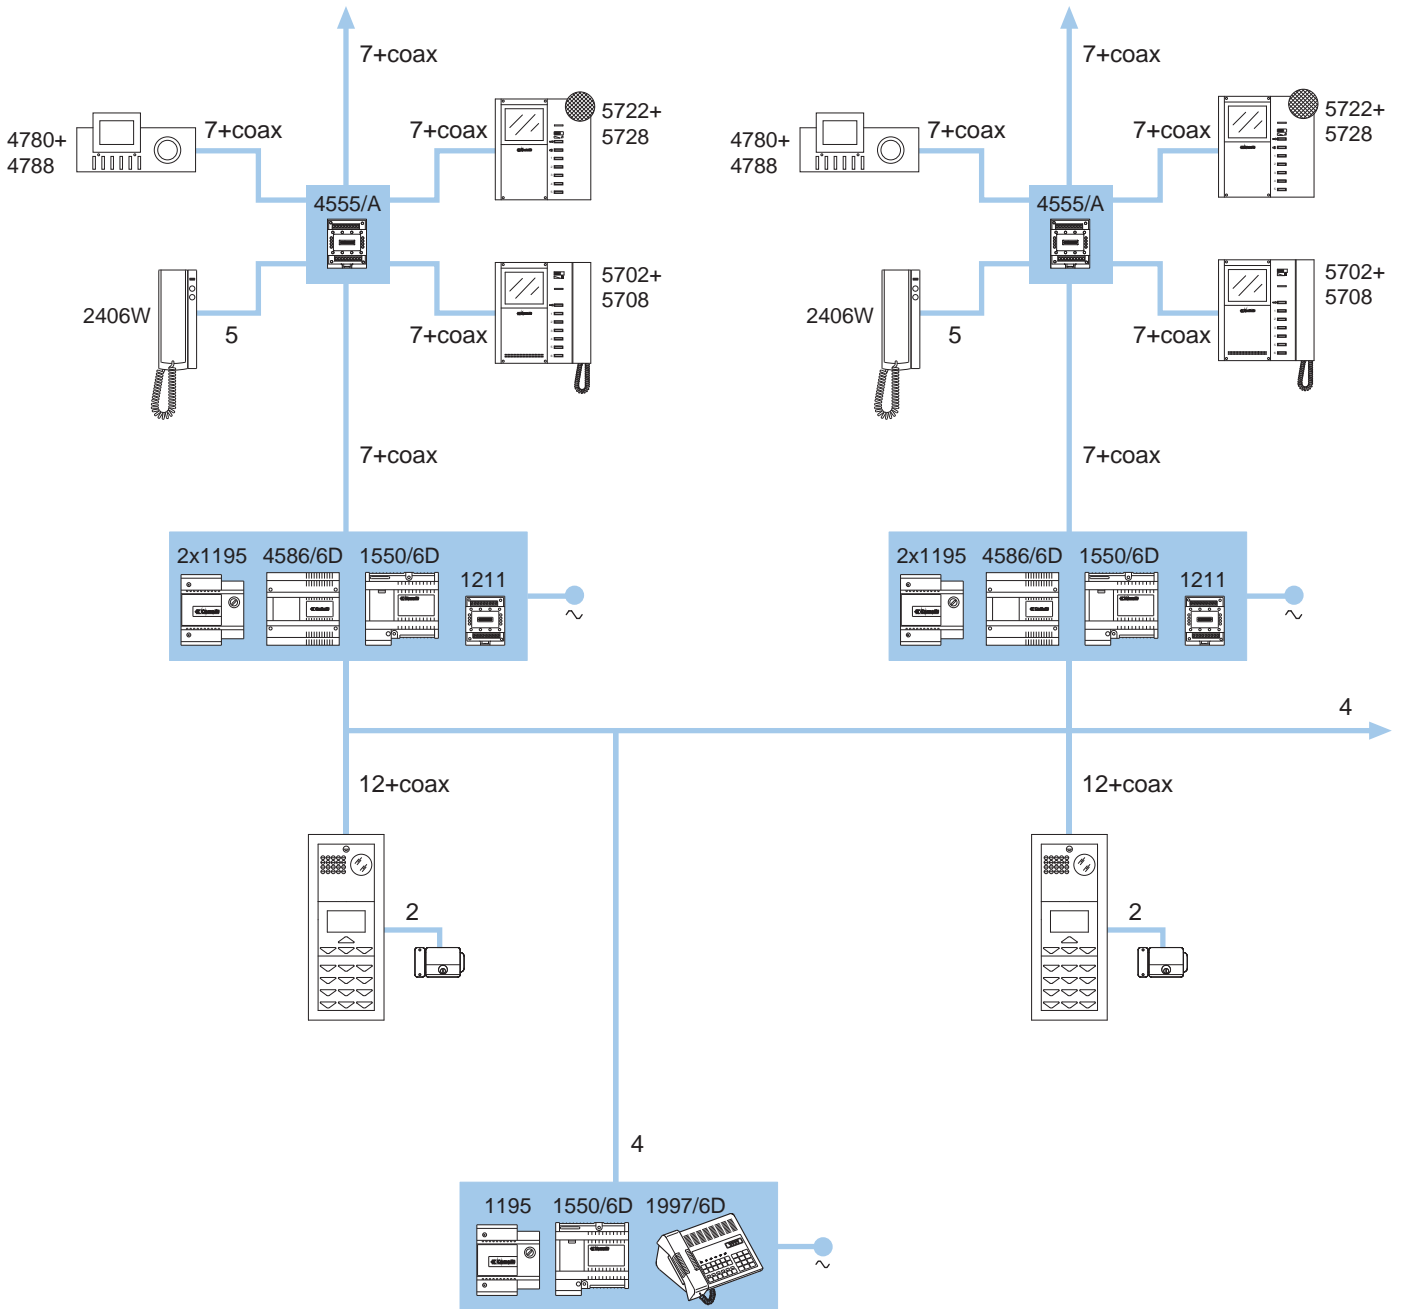 7+coax
7+coax
4780+
4788
7+coax
7+coax
5722+
5728
4780+
4788
7+coax
7+coax
5722+
5728
4555/A
4555/A
2406W
5
7+coax
5702+
5708
2406W
5
7+coax
5702+
5708
7+coax
7+coax
2x1195
4586/6D
1550/6D
1211
2x1195
4586/6D
1550/6D
1211
4
12+coax
12+coax
2
2
4
1195
1550/6D
1997/6D